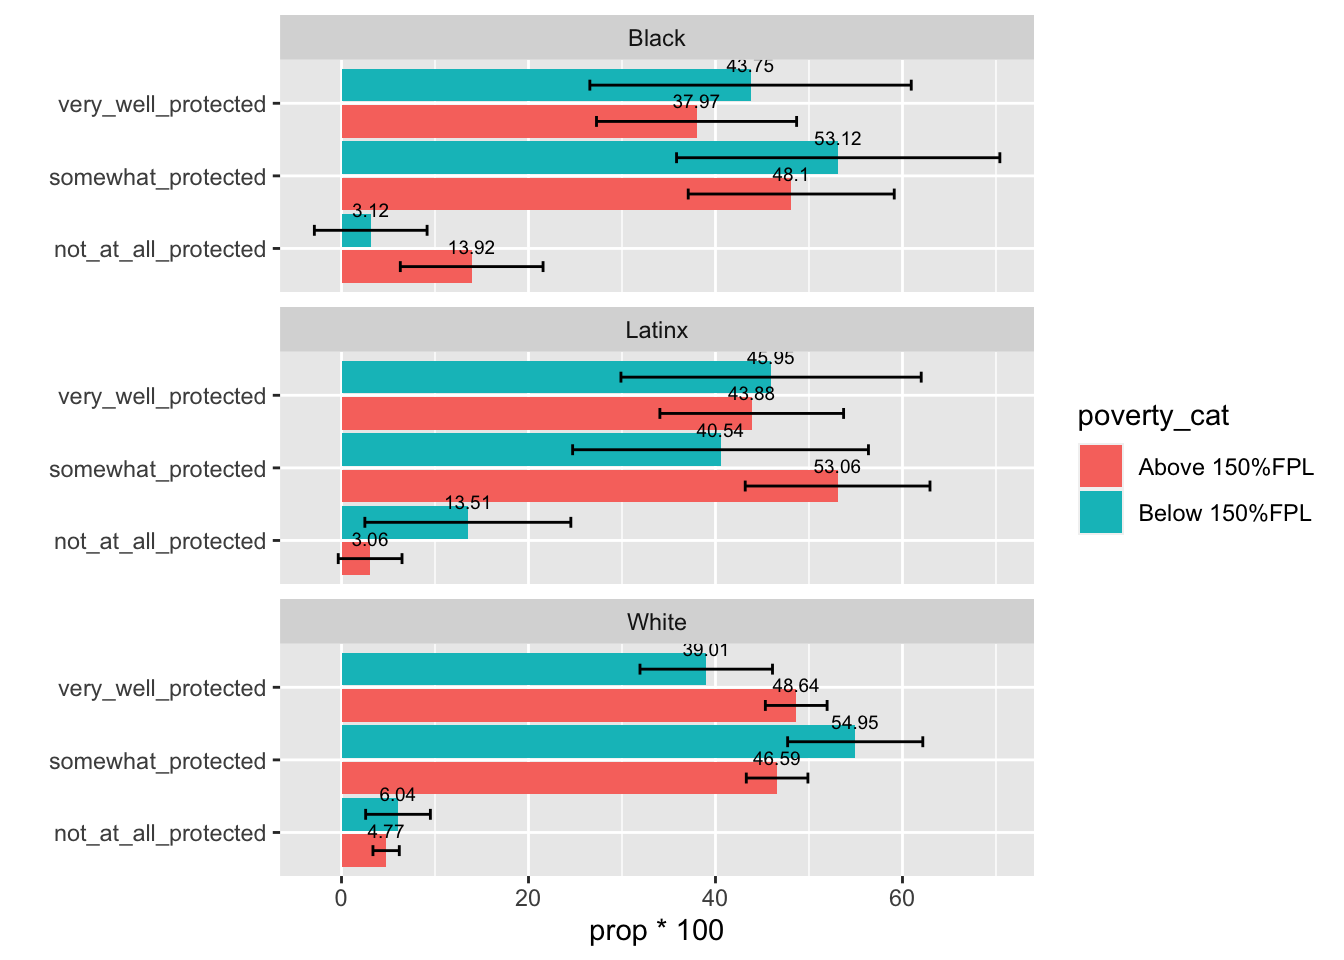 Black
43.75
very_well_protected
37.97
53.12
somewhat_protected
48.1
3.12
not_at_all_protected
13.92
Latinx
45.95
very_well_protected
43.88
40.54
somewhat_protected
53.06
13.51
not_at_all_protected
3.06
White
39.01
very_well_protected
48.64
54.95
somewhat_protected
46.59
6.04
not_at_all_protected
4.77
0 20 40 60
prop * 100
poverty_cat
Above 150%FPL
Below 150%FPL